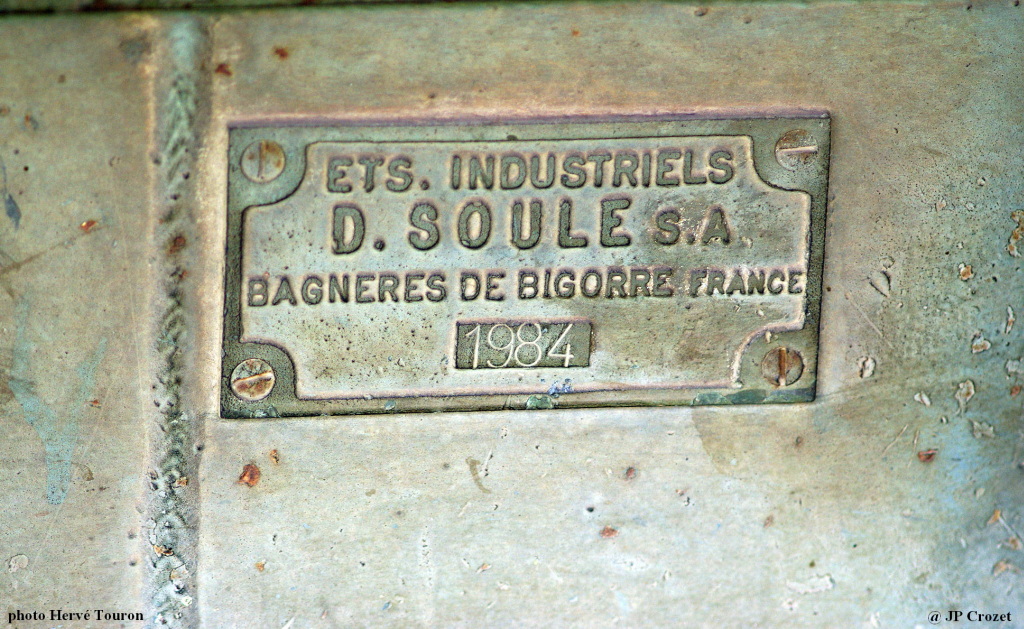 ETS. INDUSTRIELS
D. SOULE S.A
BAGNERES DE BIGORRE FRANCE
1984
photo Hervé Touron
@ JP Crozet